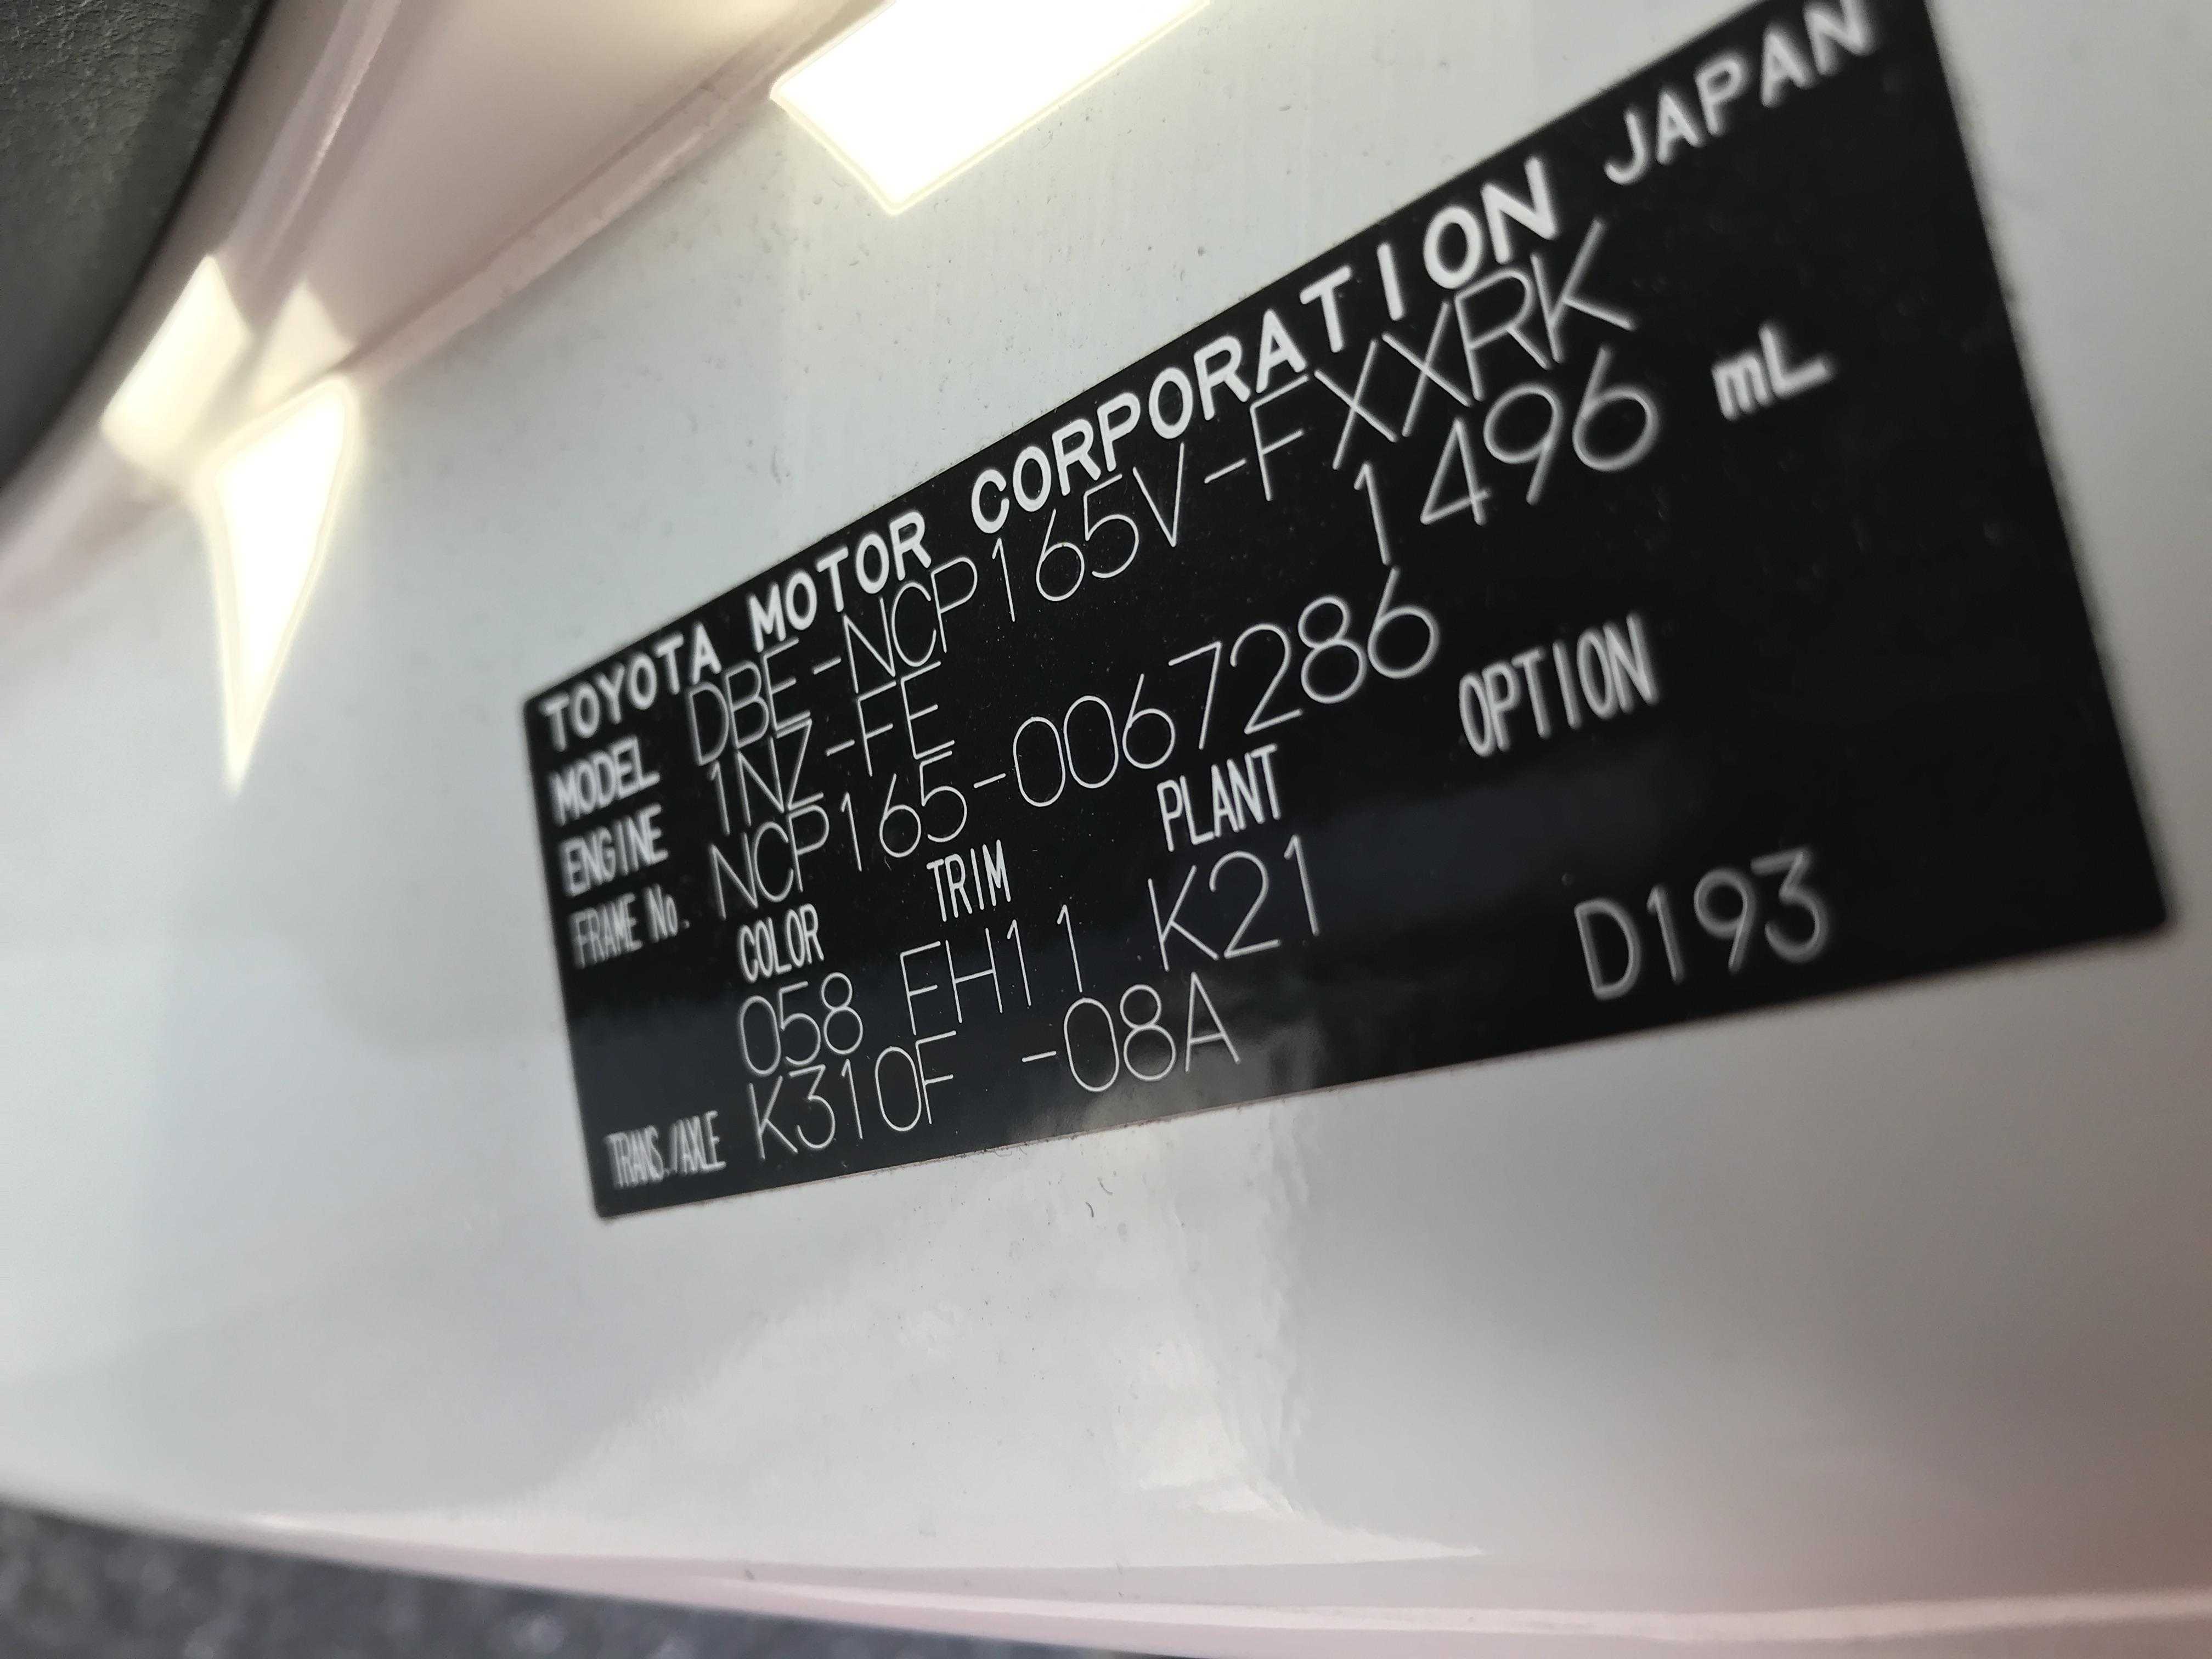 TOYOTA MOTOR CORPORATION JAPAN
MODEL DBE-NCP165V-FXXRK
ENGINE 1NZ-FE 1496 mL
FRAME No. NCP165-0067286
COLOR TRIM PLANT OPTION
058 FH11 K21
TRANS./AXLE K310F -08A D193